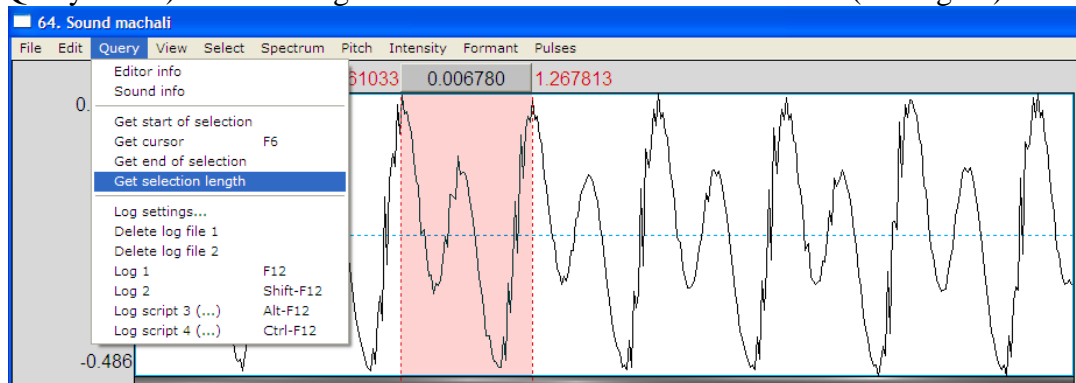 64. Sound machali
File Edit Query View Select Spectrum Pitch Intensity Formant Pulses
Editor info
Sound info
61033 0.006780 1.267813
0.
Get start of selection
Get cursor F6
Get end of selection
Get selection length
Log settings...
Delete log file 1
Delete log file 2
Log 1 F12
Log 2 Shift-F12
Log script 3 (...) Alt-F12
Log script 4 (...) Ctrl-F12
-0.486